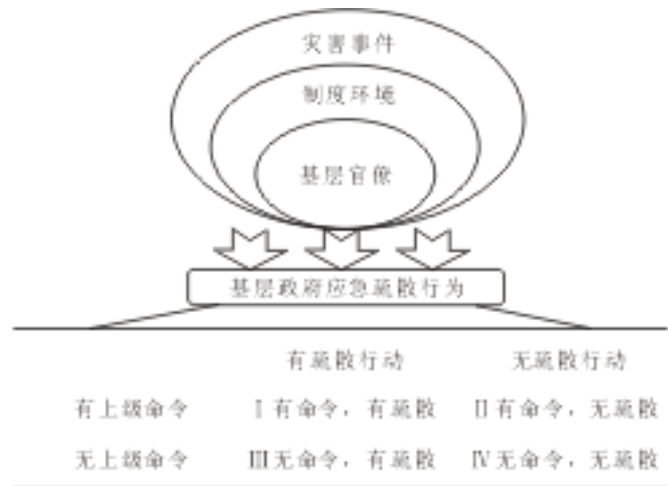 灾害事件
制度环境
基层官僚
基层政府应急疏散行为
有疏散行动 无疏散行动
有上级命令 Ⅰ有命令，有疏散 Ⅱ有命令，无疏散
无上级命令 Ⅲ无命令，有疏散 Ⅳ无命令，无疏散